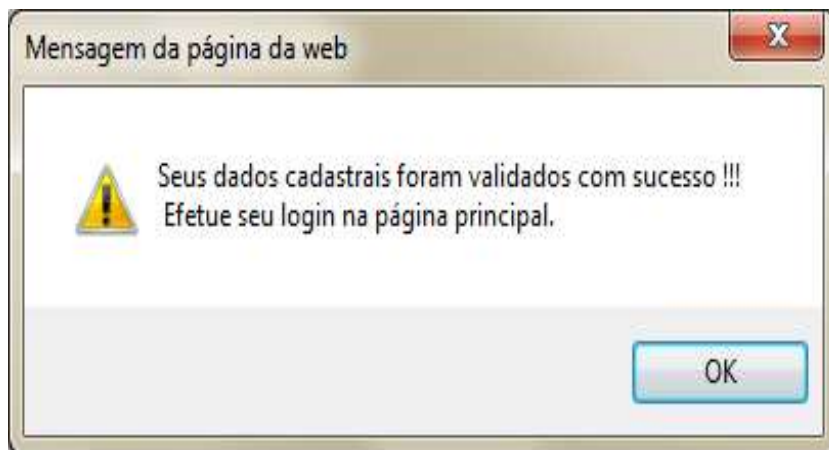 Mensagem da página da web
X
Seus dados cadastrais foram validados com sucesso !!!
Efetue seu login na página principal.
OK